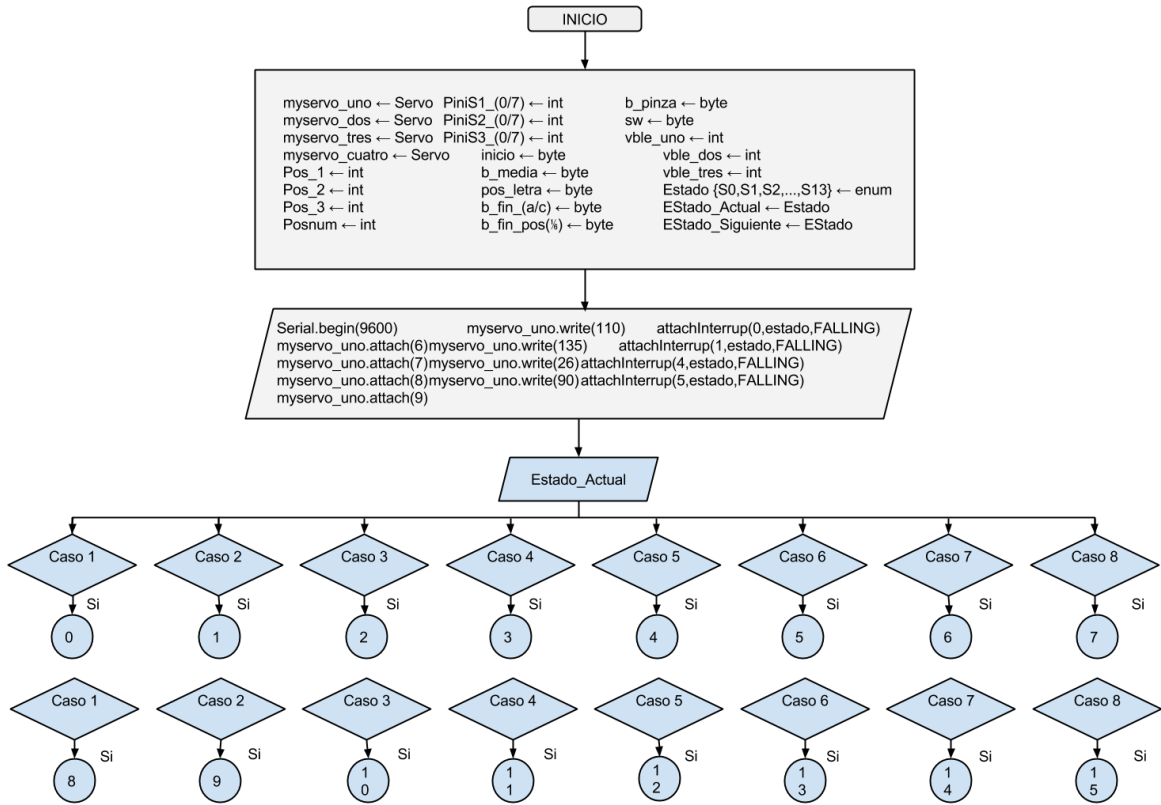 INICIO
myservo_uno ← Servo PiniS1_(0/7) ← int b_pinza ← byte
myservo_dos ← Servo PiniS2_(0/7) ← int sw ← byte
myservo_tres ← Servo PiniS3_(0/7) ← int vble_uno ← int
myservo_cuatro ← Servo inicio ← byte vble_dos ← int
Pos_1 ← int b_media ← byte vble_tres ← int
Pos_2 ← int pos_letra ← byte Estado {S0,S1,S2,...,S13} ← enum
Pos_3 ← int b_fin_(a/c) ← byte EStado_Actual ← Estado
Posnum ← int b_fin_pos(⅙) ← byte EStado_Siguiente ← EStado
Serial.begin(9600) myservo_uno.write(110) attachInterrup(0,estado,FALLING)
myservo_uno.attach(6)myservo_uno.write(135) attachInterrup(1,estado,FALLING)
myservo_uno.attach(7)myservo_uno.write(26)attachInterrup(4,estado,FALLING)
myservo_uno.attach(8)myservo_uno.write(90)attachInterrup(5,estado,FALLING)
myservo_uno.attach(9)
Estado_Actual
Caso 1 Caso 2 Caso 3 Caso 4 Caso 5 Caso 6 Caso 7 Caso 8
Si Si Si Si Si Si Si Si
0 1 2 3 4 5 6 7
Caso 1 Caso 2 Caso 3 Caso 4 Caso 5 Caso 6 Caso 7 Caso 8
Si Si Si Si Si Si Si Si
8 9 10 11 12 13 14 15